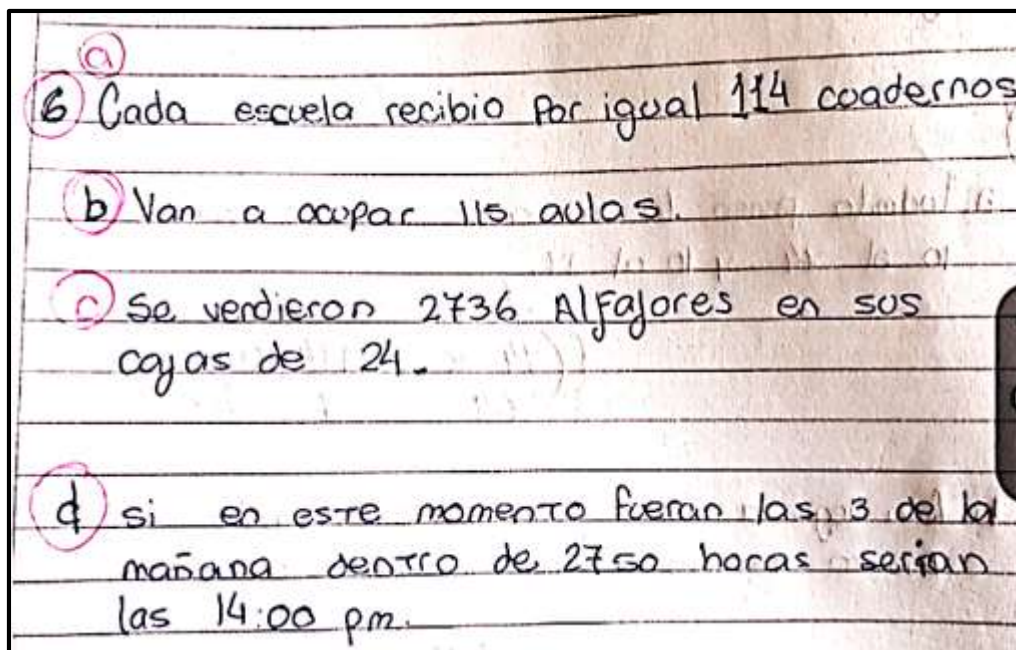 a
6 Cada escuela recibio Por igual 114 coadernos
b Van a ocupar 115 aulas.
c Se verdieron 2736 Alfajores en sus
cajas de 24.
d si en este momento fueran las 3 de la
mañana dentro de 2750 horas serian
las 14:00 pm.